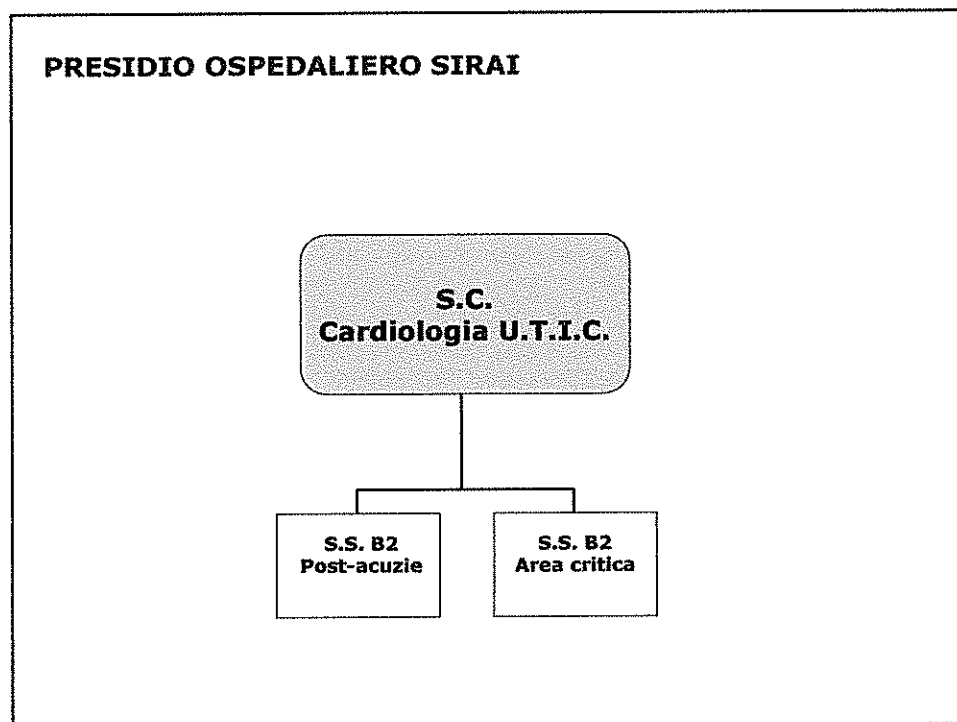 PRESIDIO OSPEDALIERO SIRAI
S.C.
Cardiologia U.T.I.C.
S.S. B2
Post-acuzie
S.S. B2
Area critica